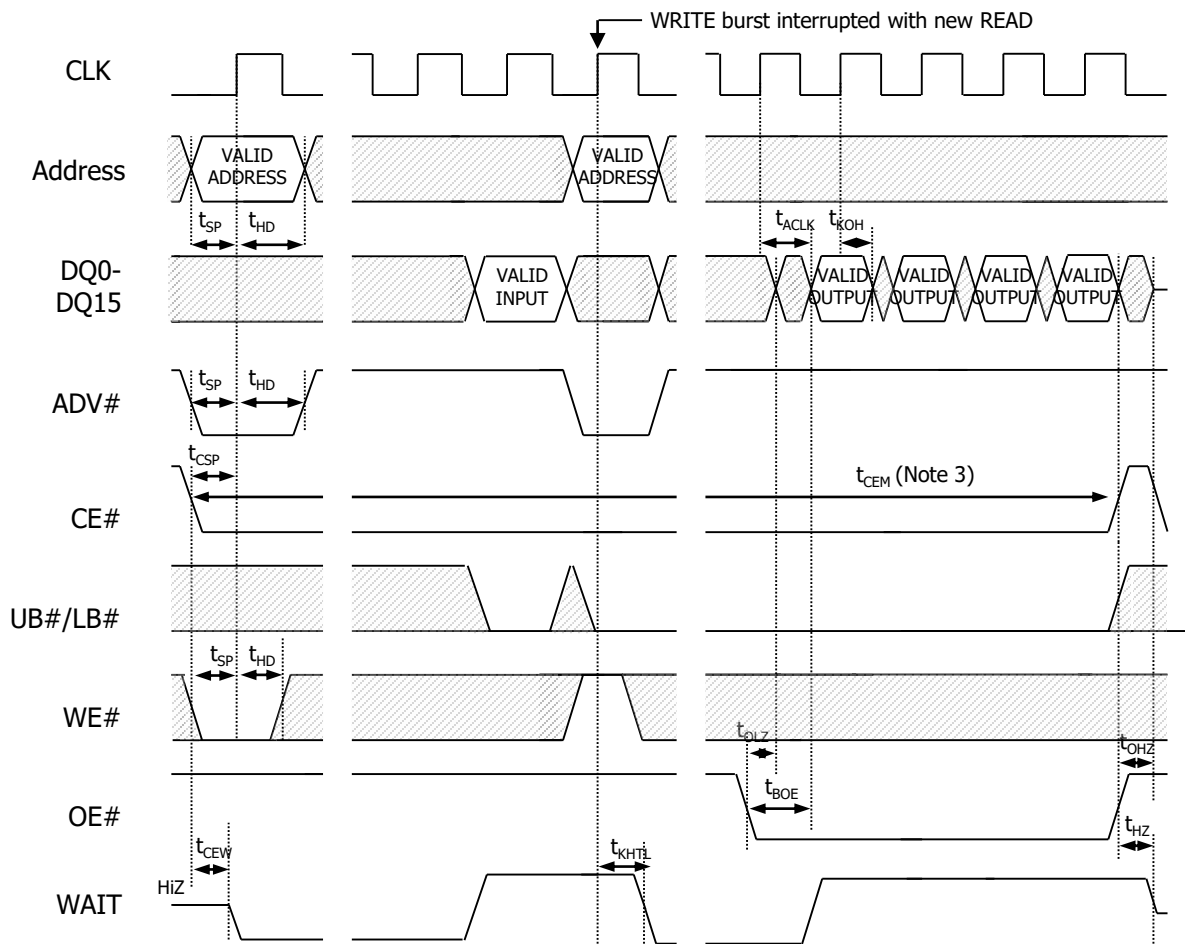 WRITE burst interrupted with new READ
CLK
Address
VALID
ADDRESS
VALID
ADDRESS
tSP
tHD
tACLK
tKOH
DQ0-
DQ15
VALID
INPUT
VALID
OUTPUT
VALID
OUTPUT
VALID
OUTPUT
VALID
OUTPUT
ADV#
tSP
tHD
tCSP
CE#
tCEM (Note 3)
UB#/LB#
tSP
tHD
WE#
tOLZ
tOHZ
OE#
tBOE
tCEW
tKHTL
tHZ
HiZ
WAIT